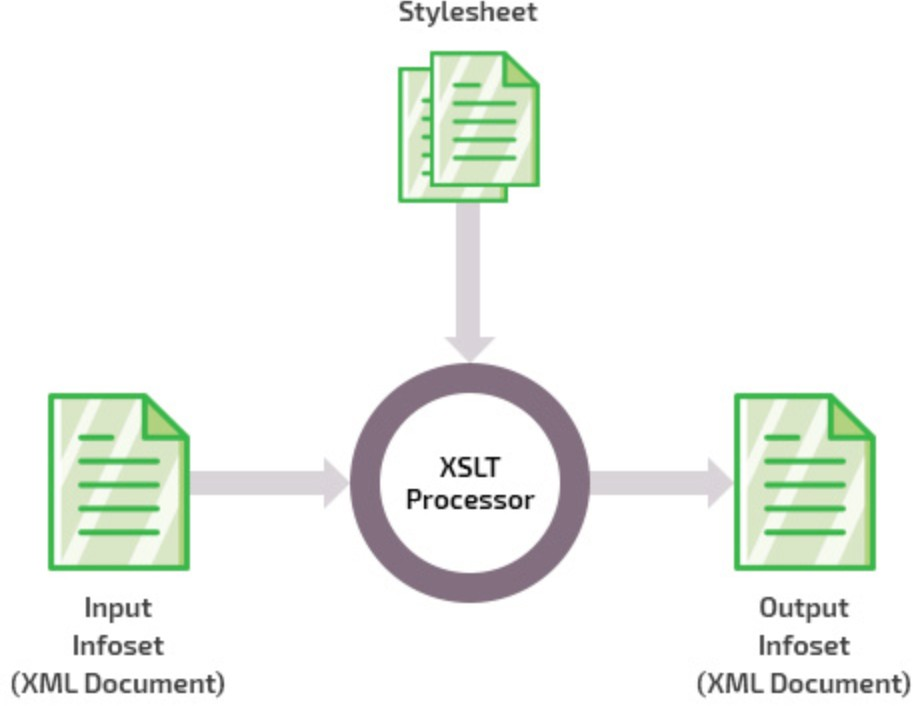 Stylesheet
XSLT
Processor
Input
Infoset
(XML Document)
Output
Infoset
(XML Document)